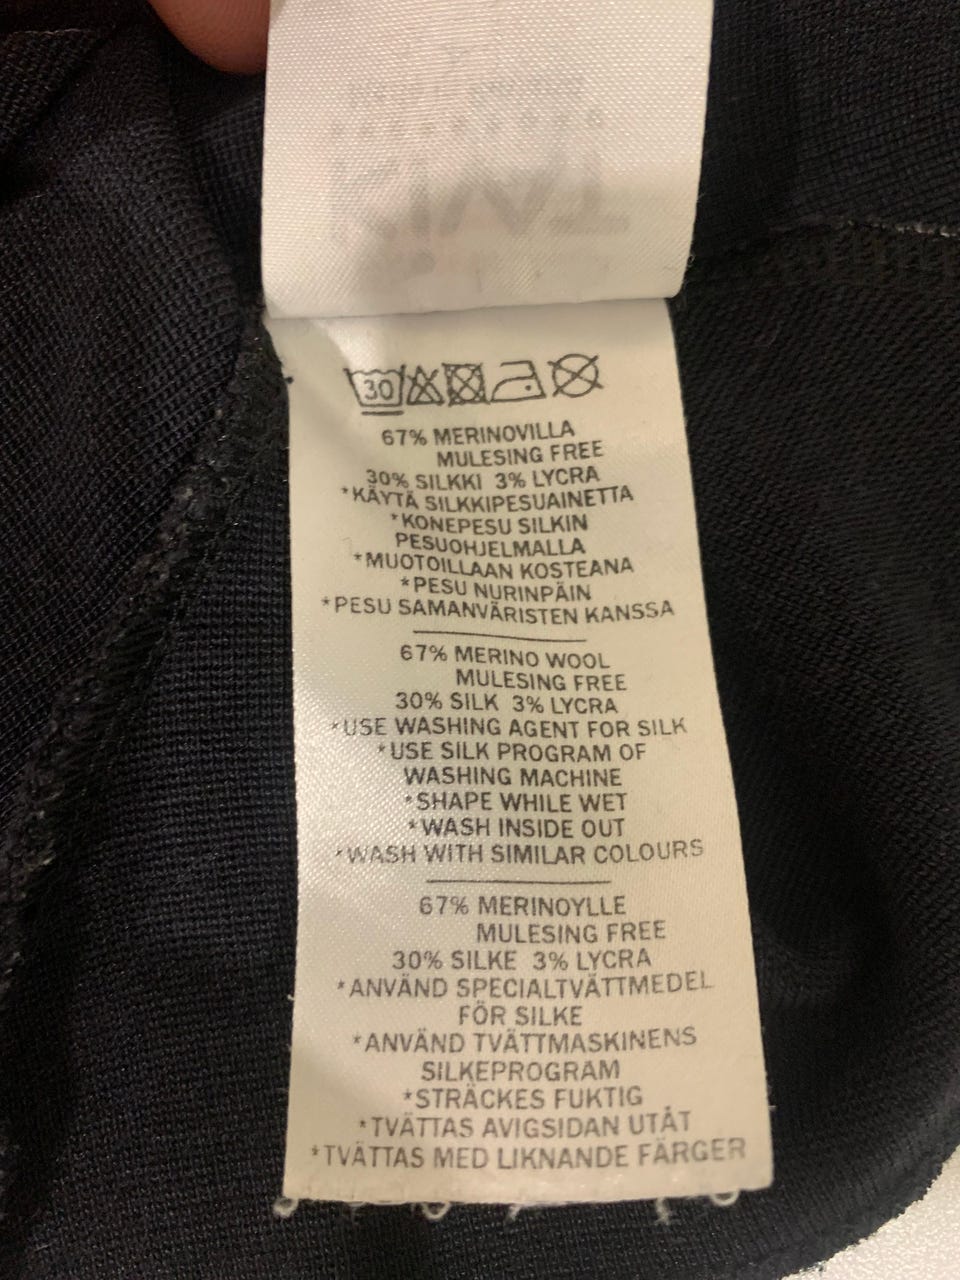 30
67% MERINOVILLA
MULESING FREE
30% SILKKI 3% LYCRA
*KÄYTÄ SILKKIPESUAINETTA
*KONEPESU SILKIN
PESUOHJELMALLA
*MUOTOILLAAN KOSTEANA
*PESU NURINPÄIN
*PESU SAMANVÄRISTEN KANSSA
67% MERINO WOOL
MULESING FREE
30% SILK 3% LYCRA
*USE WASHING AGENT FOR SILK
*USE SILK PROGRAM OF
WASHING MACHINE
*SHAPE WHILE WET
*WASH INSIDE OUT
*WASH WITH SIMILAR COLOURS
67% MERINOYLLE
MULESING FREE
30% SILKE 3% LYCRA
*ANVÄND SPECIALTVÄTTMEDEL
FÖR SILKE
*ANVÄND TVÄTTMASKINENS
SILKEPROGRAM
*STRÄCKES FUKTIG
*TVÄTTAS AVIGSIDAN UTÅT
*TVÄTTAS MED LIKNANDE FÄRGER